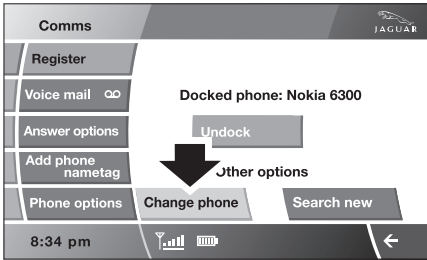 Comms
JAGUAR
Register
Voice mail
Docked phone: Nokia 6300
Answer options
Undock
Add phone
nametag
Other options
Phone options
Change phone
Search new
8:34 pm